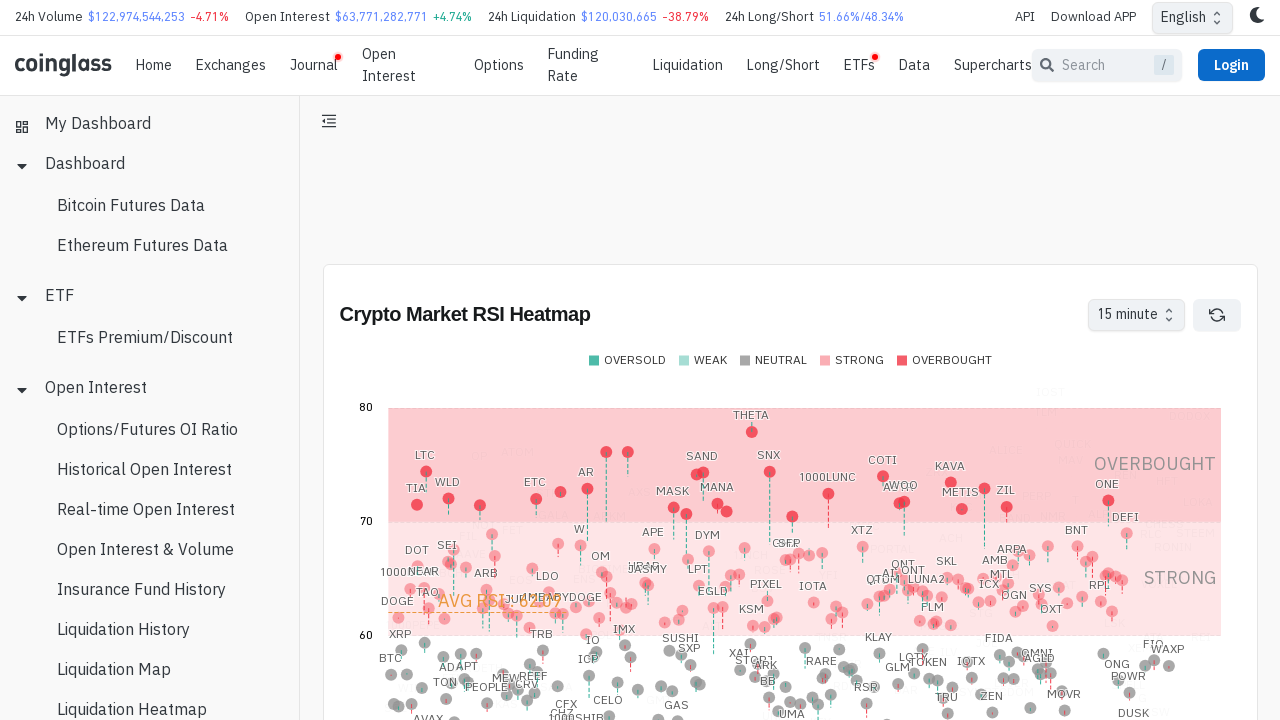 24h Volume $122,974,544,253 -4.71% Open Interest $63,771,282,771 +4.74% 24h Liquidation $120,030,665 -38.79% 24h Long/Short 51.66%/48.34% API Download APP English
coinglass Home Exchanges Journal Open Interest Options Funding Rate Liquidation Long/Short ETFs Data Supercharts Search / Login
My Dashboard
Dashboard
Bitcoin Futures Data
Ethereum Futures Data
ETF
ETFs Premium/Discount
Open Interest
Options/Futures OI Ratio
Historical Open Interest
Real-time Open Interest
Open Interest & Volume
Insurance Fund History
Liquidation History
Liquidation Map
Liquidation Heatmap
Crypto Market RSI Heatmap 15 minute
OVERSOLD WEAK NEUTRAL STRONG OVERBOUGHT
80
THETA
LTC SAND SNX COTI KAVA OVERBOUGHT
TIA WLD ETC AR MASK MANA 1000LUNC WOO METIS ZIL ONE
70
DEFI
DOT SEI W APE DYM XTZ BNT
NEAR ARB LDO OM JASMY LPT PIXEL IOTA ONT LUNA2 SKL AMB ARPA MTL STRONG
DOGE TAO AVG RSI: 62.07 EGLD KSM FLM ICX OGN SYS OXT RPL
60
XRP TRB IO IMX SUSHI KLAY FIDA FIO
BTC ADA APT ICP SXP XAI STORJ ARK RARE GLM TOKEN IOTX OMNI AGLD ONG WAXP
TON PEOPLE MEW REEF CRV CELO BB RSR TRU ZEN MOVR POWR
AVAX CFX CHZ 1000SHIB GAS UMA DUSK